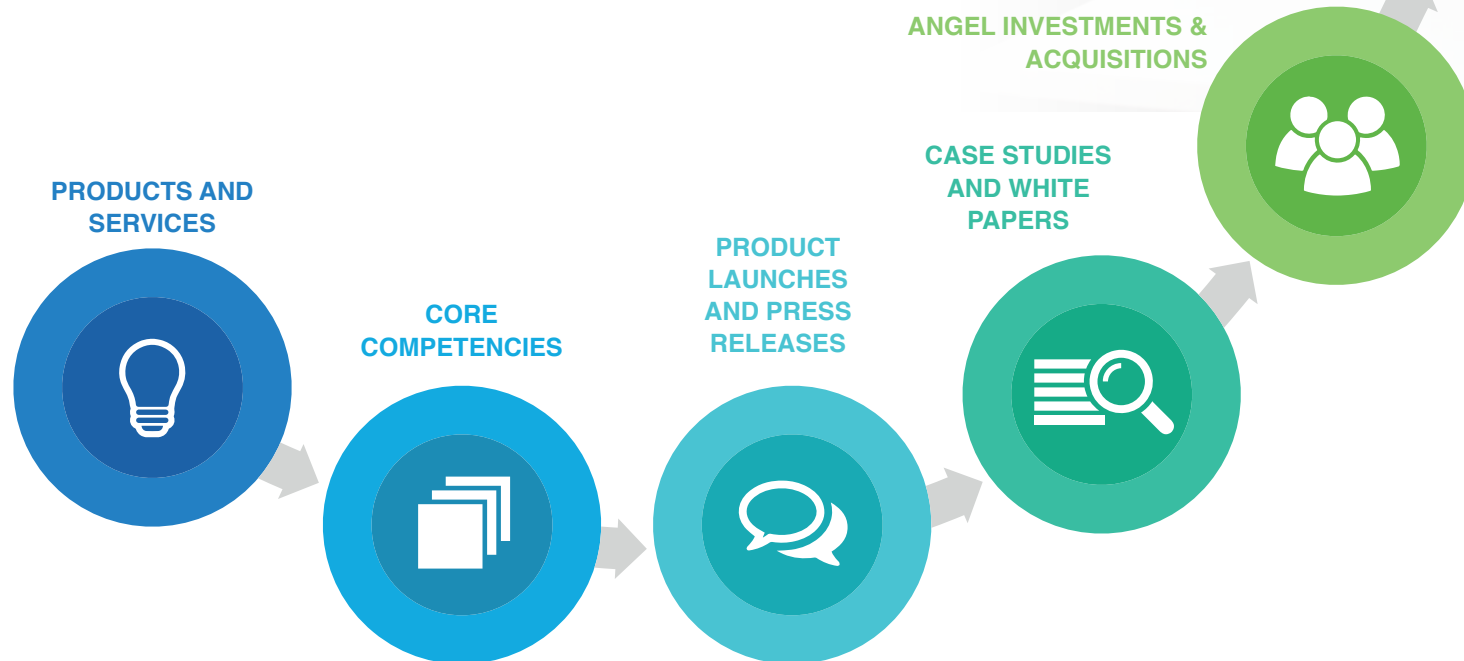 PRODUCTS AND
SERVICES
CORE
COMPETENCIES
PRODUCT
LAUNCHES
AND PRESS
RELEASES
CASE STUDIES
AND WHITE
PAPERS
ANGEL INVESTMENTS &
ACQUISITIONS